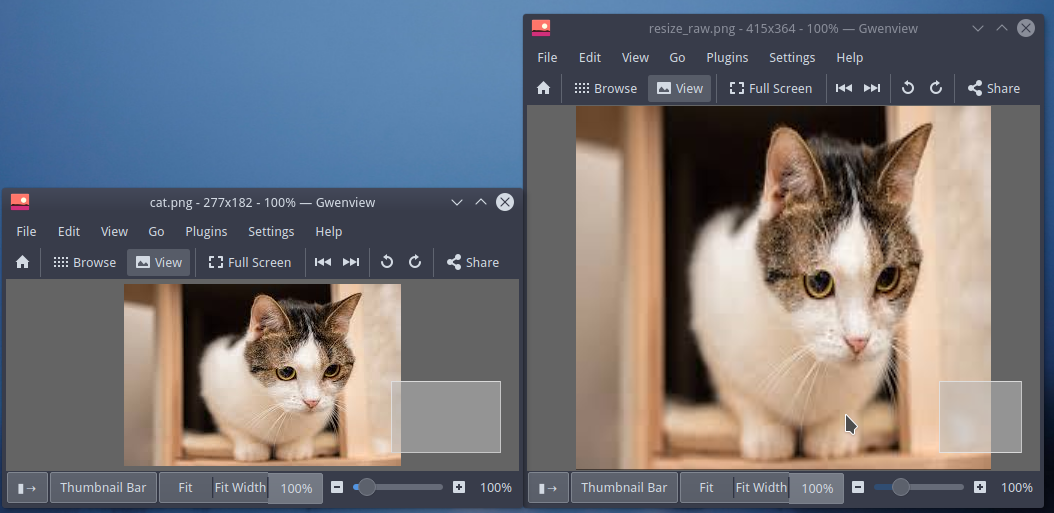 resize_raw.png - 415x364 - 100% — Gwenview
File Edit View Go Plugins Settings Help
Browse View Full Screen Share
Thumbnail Bar Fit Fit Width 100% 100%
cat.png - 277x182 - 100% — Gwenview
File Edit View Go Plugins Settings Help
Browse View Full Screen Share
Thumbnail Bar Fit Fit Width 100% 100%